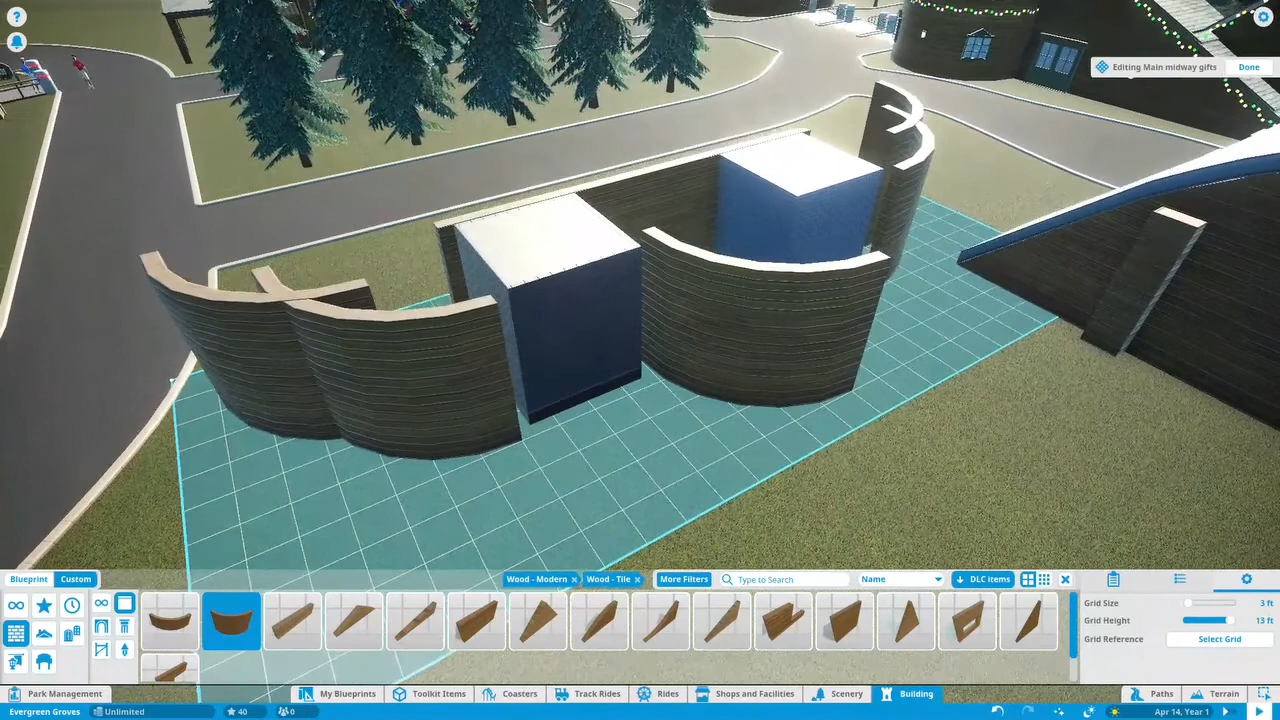 ?
Editing Main midway gifts Done
Blueprint Custom Wood - Modern × Wood - Tile × More Filters Type to Search Name DLC items
Grid Size 3 ft
Grid Height 13 ft
Grid Reference Select Grid
Park Management My Blueprints Toolkit Items Coasters Track Rides Rides Shops and Facilities Scenery Building Paths Terrain
Evergreen Groves Unlimited 40 0 Apr 14, Year 1